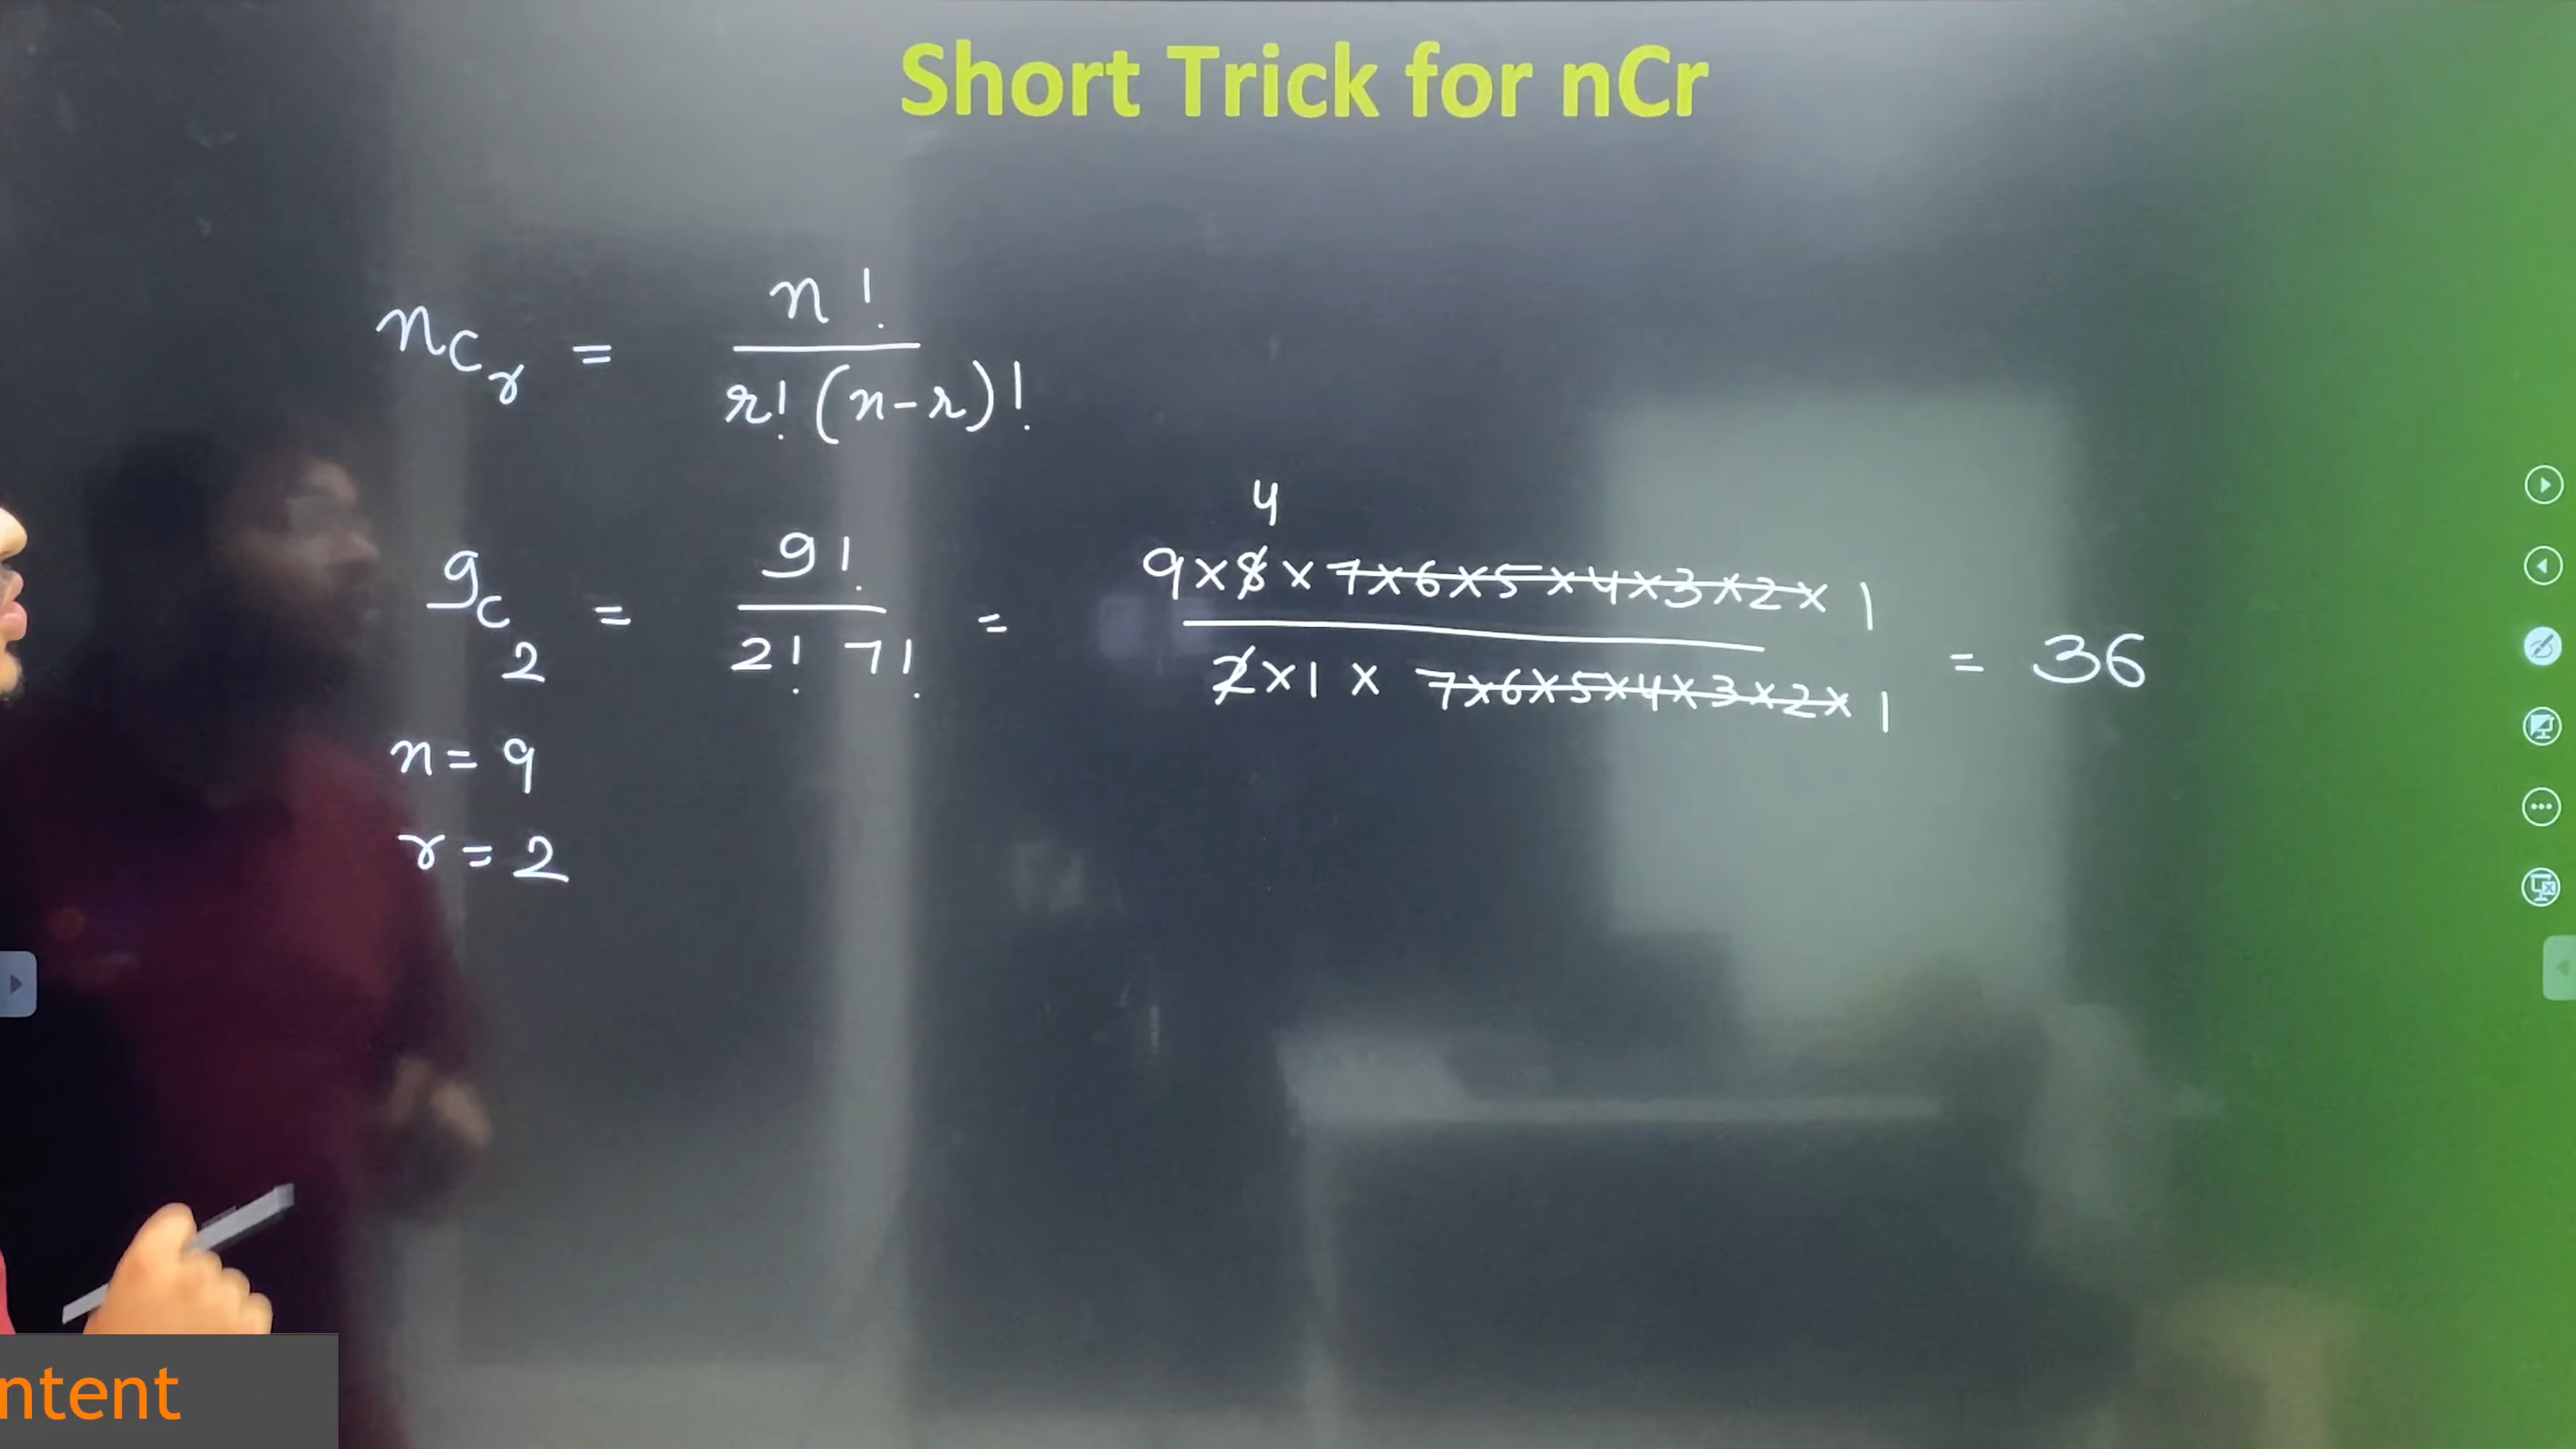 Short Trick for nCr
nCr = n! / r!(n-r)!
9C2 = 9! / 2! 7! = 9×8×7×6×5×4×3×2×1 / 2×1×7×6×5×4×3×2×1 = 36
4
n=9
r=2
ntent